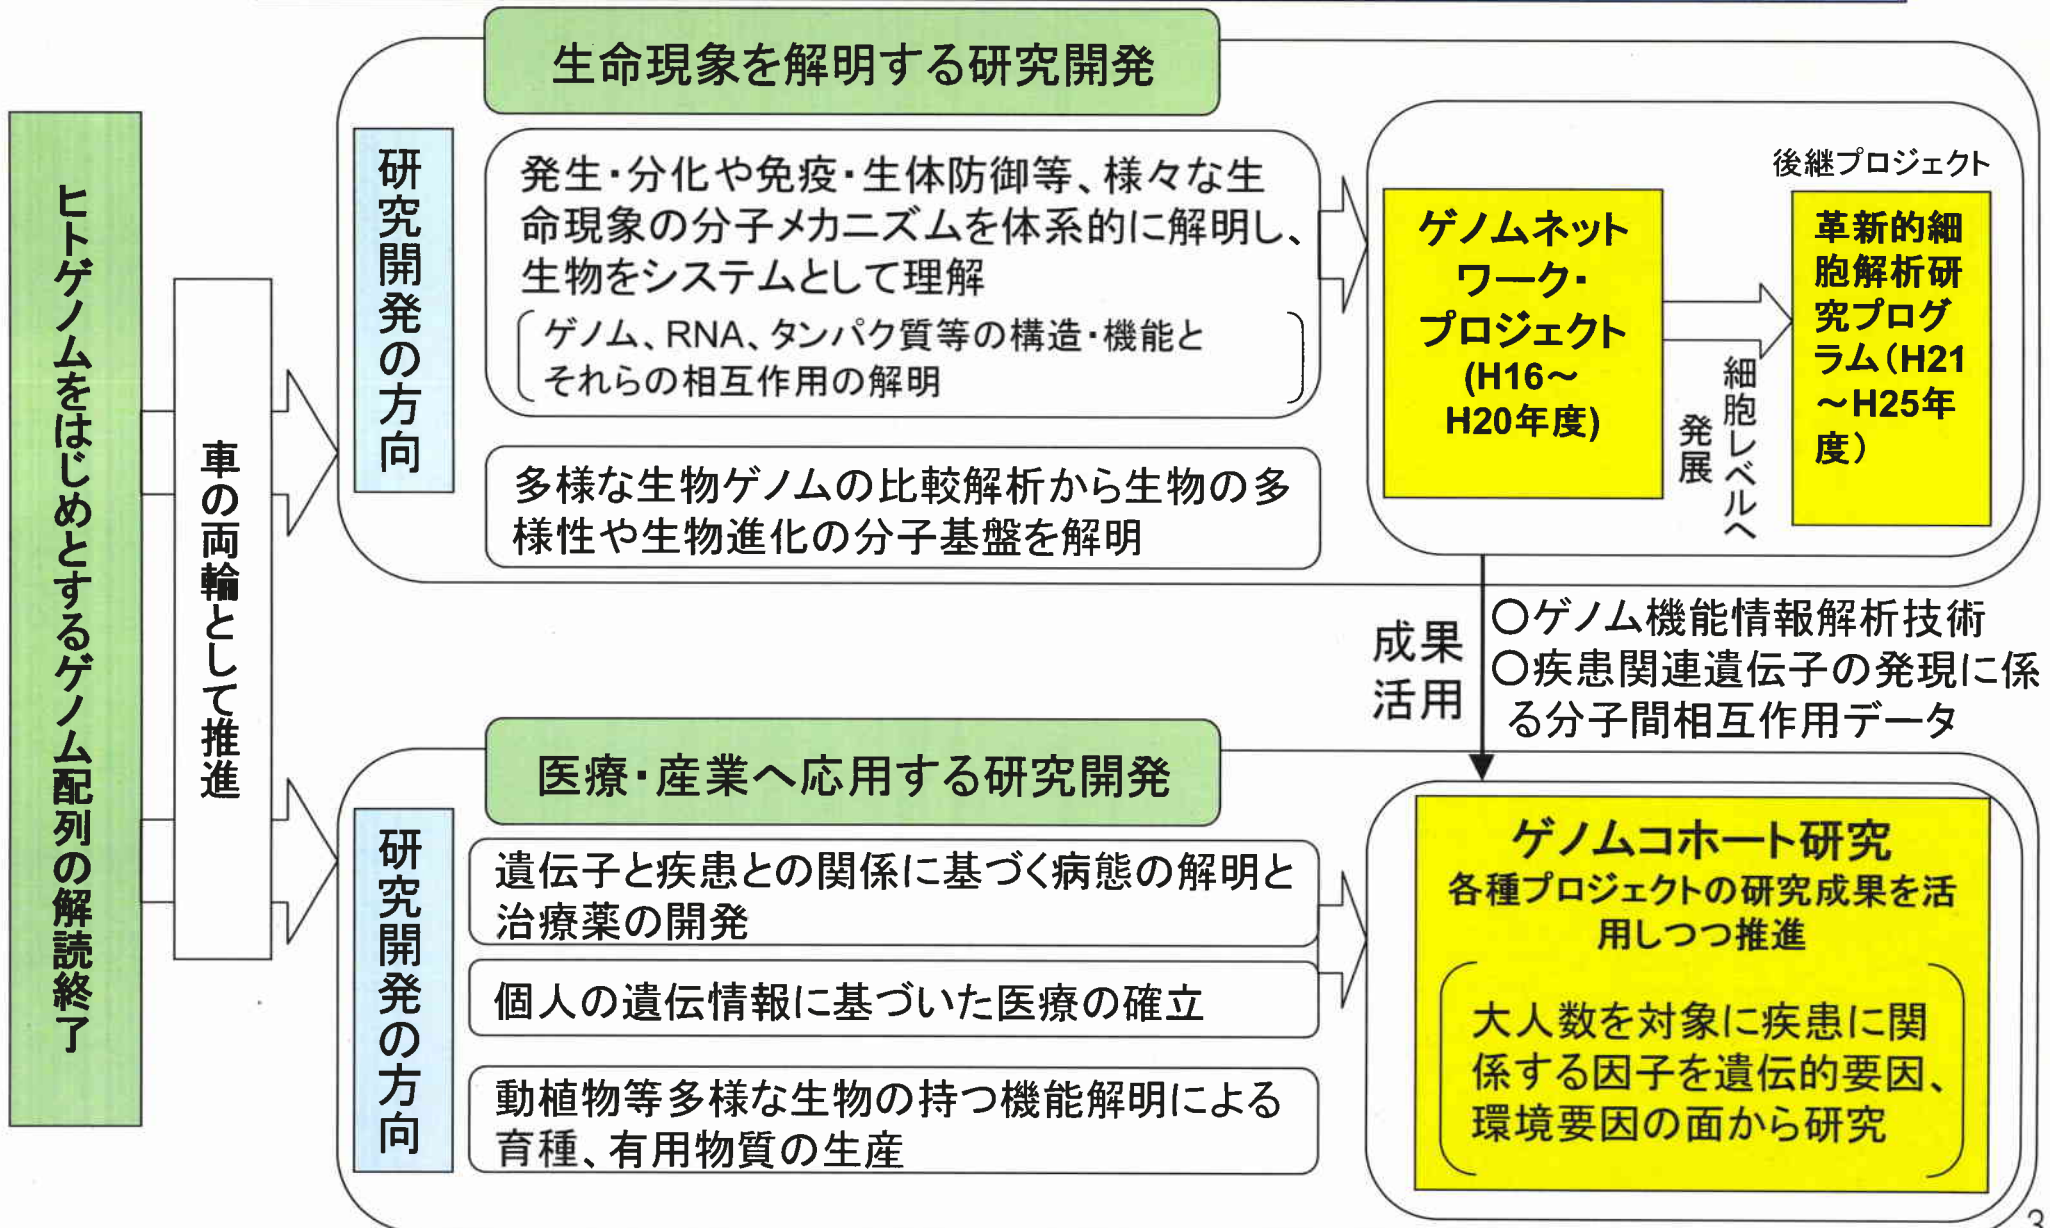 ヒトゲノムをはじめとするゲノム配列の解読終了
車の両輪として推進
生命現象を解明する研究開発
研究開発の方向
発生・分化や免疫・生体防御等、様々な生
命現象の分子メカニズムを体系的に解明し、
生物をシステムとして理解
ゲノム、RNA、タンパク質等の構造・機能と
それらの相互作用の解明
多様な生物ゲノムの比較解析から生物の多
様性や生物進化の分子基盤を解明
ゲノムネット
ワーク・
プロジェクト
(H16～
H20年度)
細胞レベルへ
発展
後継プロジェクト
革新的細
胞解析研
究プログ
ラム(H21
～H25年
度)
成果
活用
○ゲノム機能情報解析技術
○疾患関連遺伝子の発現に係
る分子間相互作用データ
医療・産業へ応用する研究開発
研究開発の方向
遺伝子と疾患との関係に基づく病態の解明と
治療薬の開発
個人の遺伝情報に基づいた医療の確立
動植物等多様な生物の持つ機能解明による
育種、有用物質の生産
ゲノムコホート研究
各種プロジェクトの研究成果を活
用しつつ推進
大人数を対象に疾患に関
係する因子を遺伝的要因、
環境要因の面から研究
3